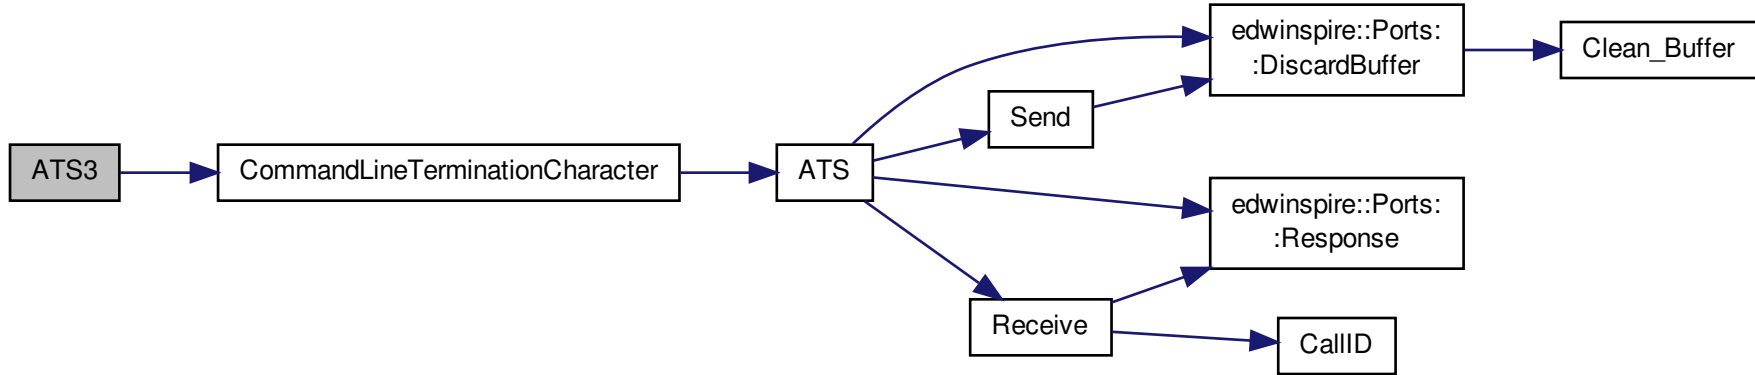 ATS3
CommandLineTerminationCharacter
ATS
Send
edwinspire::Ports:
:DiscardBuffer
Clean_Buffer
edwinspire::Ports:
:Response
Receive
CallID